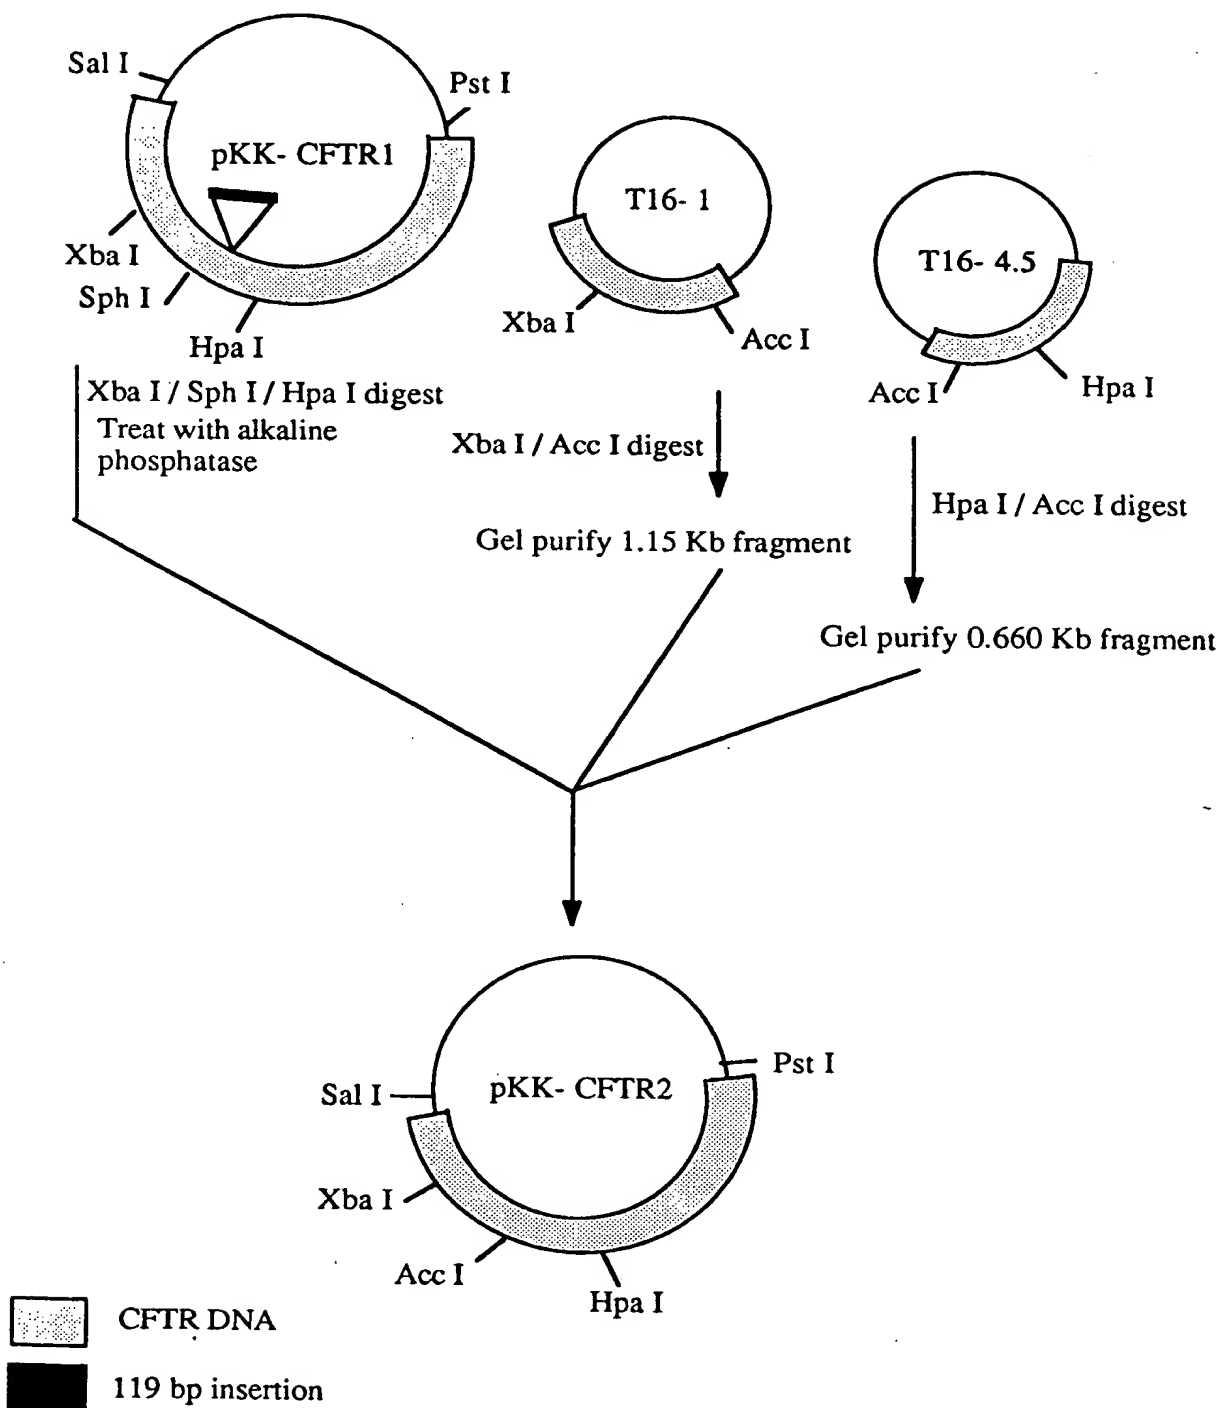 Sal I
Pst I
pKK- CFTR1
Xba I
Sph I
Hpa I
T16- 1
Xba I
Acc I
T16- 4.5
Acc I
Hpa I
Xba I / Sph I / Hpa I digest
Treat with alkaline
phosphatase
Xba I / Acc I digest
Hpa I / Acc I digest
Gel purify 1.15 Kb fragment
Gel purify 0.660 Kb fragment
Pst I
Sal I
pKK- CFTR2
Xba I
Acc I
Hpa I
CFTR DNA
119 bp insertion